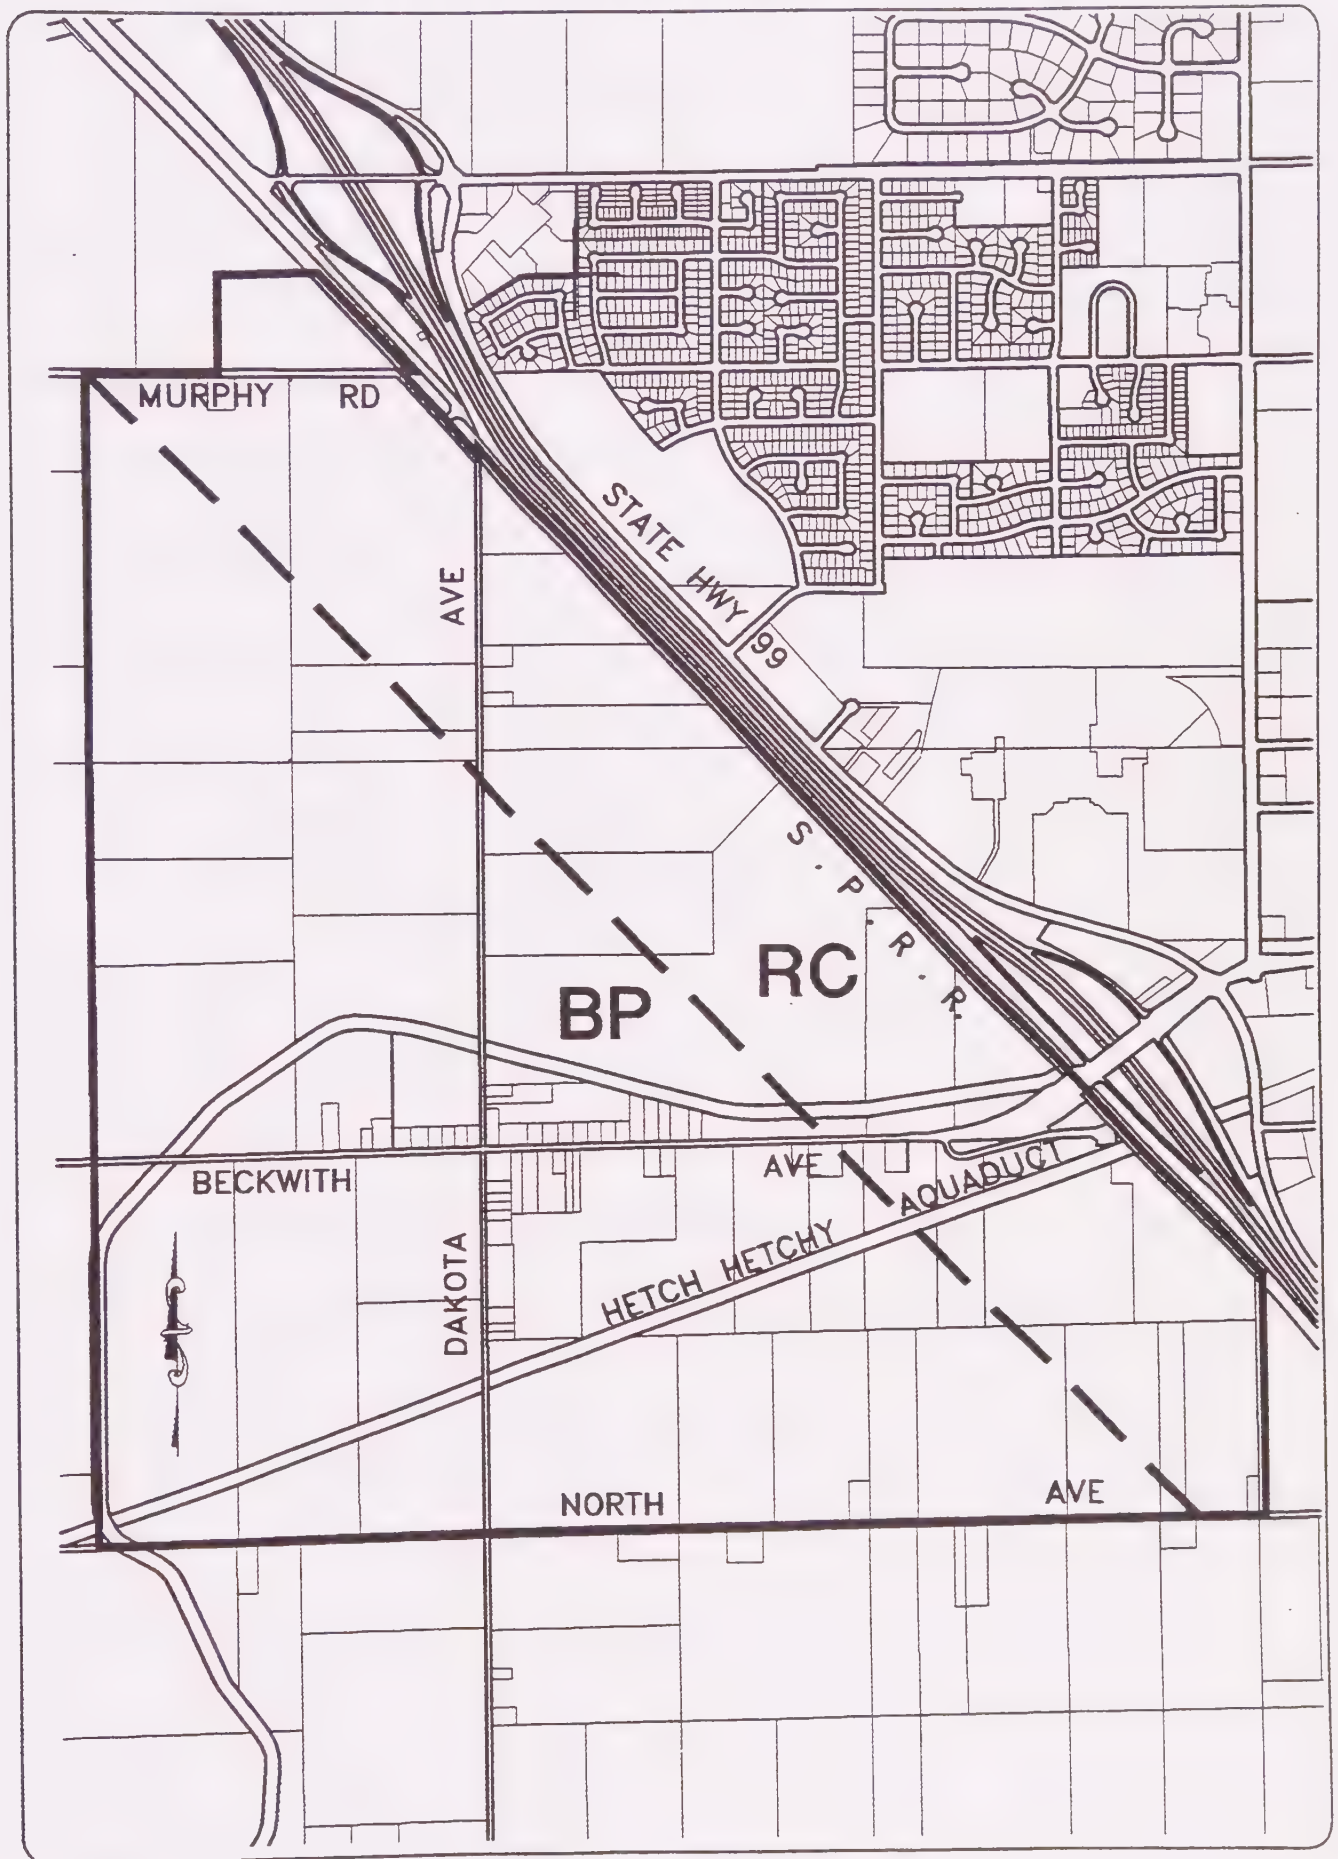 MURPHY RD
STATE HWY 99
AVE
S. P. R. R.
RC
BP
BECKWITH AVE
HETCH HETCHY AQUADUCT
DAKOTA
NORTH AVE